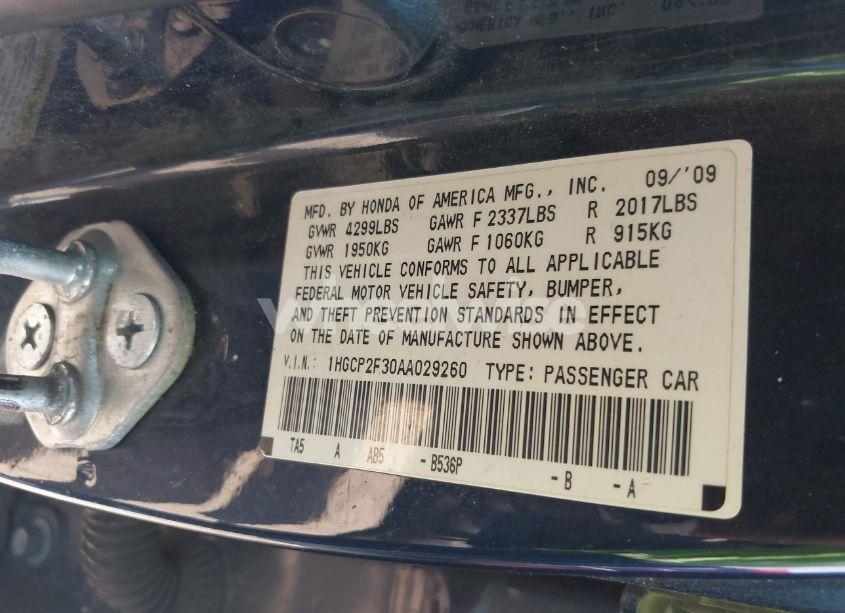 MFD. BY HONDA OF AMERICA MFG., INC. 09/'09
GVWR 4299LBS GAWR F 2337LBS R 2017LBS
GVWR 1950KG GAWR F 1060KG R 915KG
THIS VEHICLE CONFORMS TO ALL APPLICABLE
FEDERAL MOTOR VEHICLE SAFETY, BUMPER,
AND THEFT PREVENTION STANDARDS IN EFFECT
ON THE DATE OF MANUFACTURE SHOWN ABOVE.
V.I.N.: 1HGCP2F30AA029260 TYPE: PASSENGER CAR
TA5 A AB5 -B536P -B -A